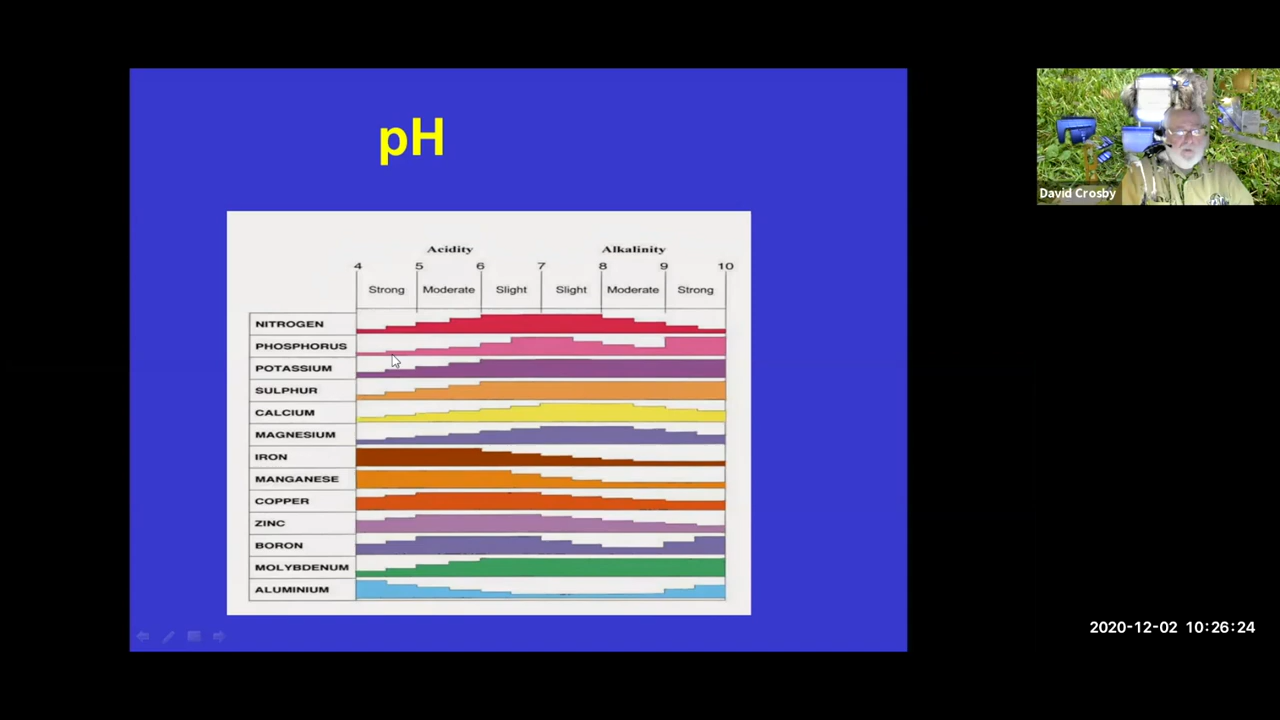 pH
Acidity Alkalinity
4 5 6 7 8 9 10
Strong Moderate Slight Slight Moderate Strong
NITROGEN
PHOSPHORUS
POTASSIUM
SULPHUR
CALCIUM
MAGNESIUM
IRON
MANGANESE
COPPER
ZINC
BORON
MOLYBDENUM
ALUMINIUM
David Crosby
2020-12-02 10:26:24